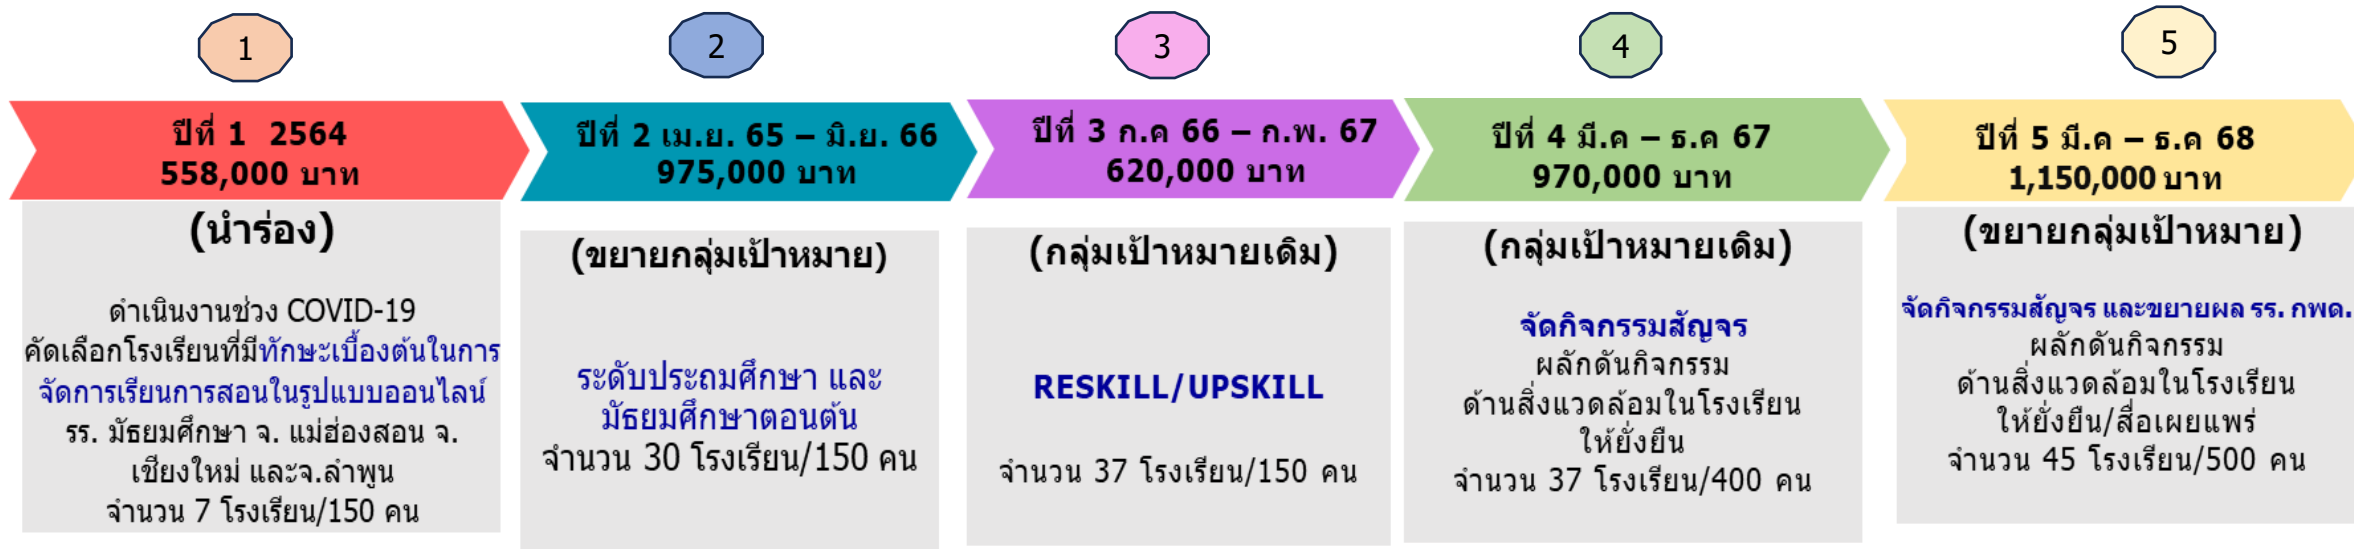 1
2
3
4
5
ปีที่ 1 2564
558,000 บาท
(นำร่อง)
ดำเนินงานช่วง COVID-19
คัดเลือกโรงเรียนที่มีทักษะเบื้องต้นในการ
จัดการเรียนการสอนในรูปแบบออนไลน์
รร. มัธยมศึกษา จ. แม่ฮ่องสอน จ.
เชียงใหม่ และจ.ลำพูน
จำนวน 7 โรงเรียน/150 คน
ปีที่ 2 เม.ย. 65 – มิ.ย. 66
975,000 บาท
(ขยายกลุ่มเป้าหมาย)
ระดับประถมศึกษา และ
มัธยมศึกษาตอนต้น
จำนวน 30 โรงเรียน/150 คน
ปีที่ 3 ก.ค 66 – ก.พ. 67
620,000 บาท
(กลุ่มเป้าหมายเดิม)
RESKILL/UPSKILL
จำนวน 37 โรงเรียน/150 คน
ปีที่ 4 มี.ค – ธ.ค 67
970,000 บาท
(กลุ่มเป้าหมายเดิม)
จัดกิจกรรมสัญจร
ผลักดันกิจกรรม
ด้านสิ่งแวดล้อมในโรงเรียน
ให้ยั่งยืน
จำนวน 37 โรงเรียน/400 คน
ปีที่ 5 มี.ค – ธ.ค 68
1,150,000 บาท
(ขยายกลุ่มเป้าหมาย)
จัดกิจกรรมสัญจร และขยายผล รร. กพด.
ผลักดันกิจกรรม
ด้านสิ่งแวดล้อมในโรงเรียน
ให้ยั่งยืน/สื่อเผยแพร่
จำนวน 45 โรงเรียน/500 คน